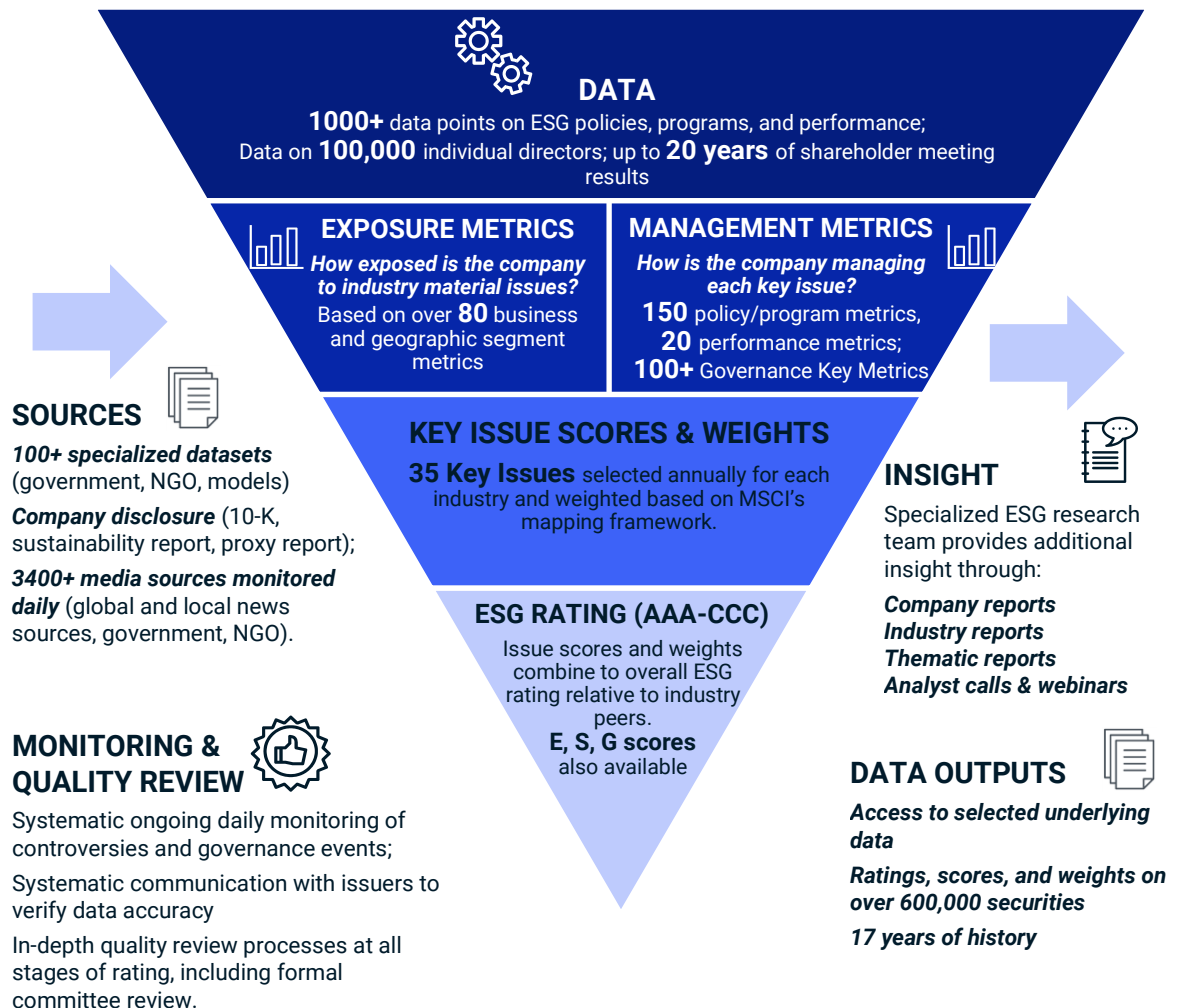 DATA
1000+ data points on ESG policies, programs, and performance;
Data on 100,000 individual directors; up to 20 years of shareholder meeting
results
EXPOSURE METRICS
How exposed is the company
to industry material issues?
Based on over 80 business
and geographic segment
metrics
MANAGEMENT METRICS
How is the company managing
each key issue?
150 policy/program metrics,
20 performance metrics;
100+ Governance Key Metrics
KEY ISSUE SCORES & WEIGHTS
35 Key Issues selected annually for each
industry and weighted based on MSCI’s
mapping framework.
ESG RATING (AAA-CCC)
Issue scores and weights
combine to overall ESG
rating relative to industry
peers.
E, S, G scores
also available
SOURCES
100+ specialized datasets
(government, NGO, models)
Company disclosure (10-K,
sustainability report, proxy report);
3400+ media sources monitored
daily (global and local news
sources, government, NGO).
MONITORING &
QUALITY REVIEW
Systematic ongoing daily monitoring of
controversies and governance events;
Systematic communication with issuers to
verify data accuracy
In-depth quality review processes at all
stages of rating, including formal
committee review.
INSIGHT
Specialized ESG research
team provides additional
insight through:
Company reports
Industry reports
Thematic reports
Analyst calls & webinars
DATA OUTPUTS
Access to selected underlying
data
Ratings, scores, and weights on
over 600,000 securities
17 years of history